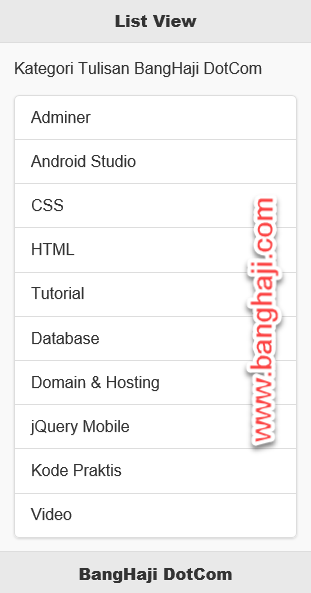 List View
Kategori Tulisan BangHaji DotCom
Adminer
Android Studio
CSS
HTML
Tutorial
Database
Domain & Hosting
jQuery Mobile
Kode Praktis
Video
www.banghaji.com
BangHaji DotCom